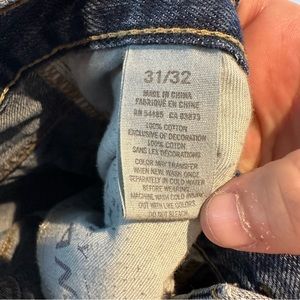 31/32
MADE IN CHINA
FABRIQUÉ EN CHINE
RN 54485 CA 03873
100% COTTON
EXCLUSIVE OF DECORATION
100% COTON
SANS LES DÉCORATIONS
COLOR MAY TRANSFER
WHEN NEW. WASH ONCE
SEPARATELY IN COLD WATER
BEFORE WEARING.
MACHINE WASH COLD INSIDE
OUT WITH LIKE COLORS.
DO NOT BLEACH.